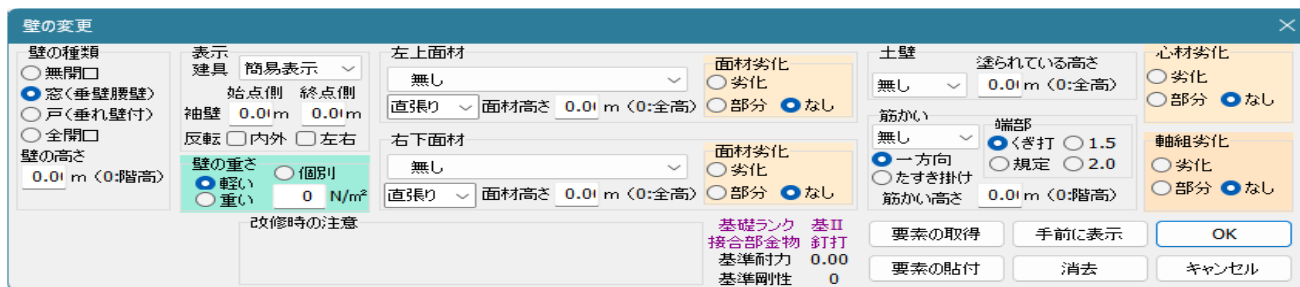 壁の変更
壁の種類
無開口
窓(垂壁腰壁)
戸(垂れ壁付)
全開口
壁の高さ
0.0 m (0:階高)
表示
建具 簡易表示
始点側 終点側
袖壁 0.0 m 0.0 m
反転 内外 左右
壁の重さ
軽い
重い
個別
0 N/m²
左上面材
無し
直張り 面材高さ 0.0 m (0:全高)
面材劣化
劣化
部分 なし
右下面材
無し
直張り 面材高さ 0.0 m (0:全高)
面材劣化
劣化
部分 なし
土壁
無し
塗られている高さ
0.0 m (0:全高)
筋かい
無し
一方向
たすき掛け
端部
くぎ打 1.5
規定 2.0
筋かい高さ 0.0 m (0:階高)
心材劣化
劣化
部分 なし
軸組劣化
劣化
部分 なし
改修時の注意
基礎ランク 基II
接合部金物 釘打
基準耐力 0.00
基準剛性 0
要素の取得 手前に表示 OK
要素の貼付 消去 キャンセル